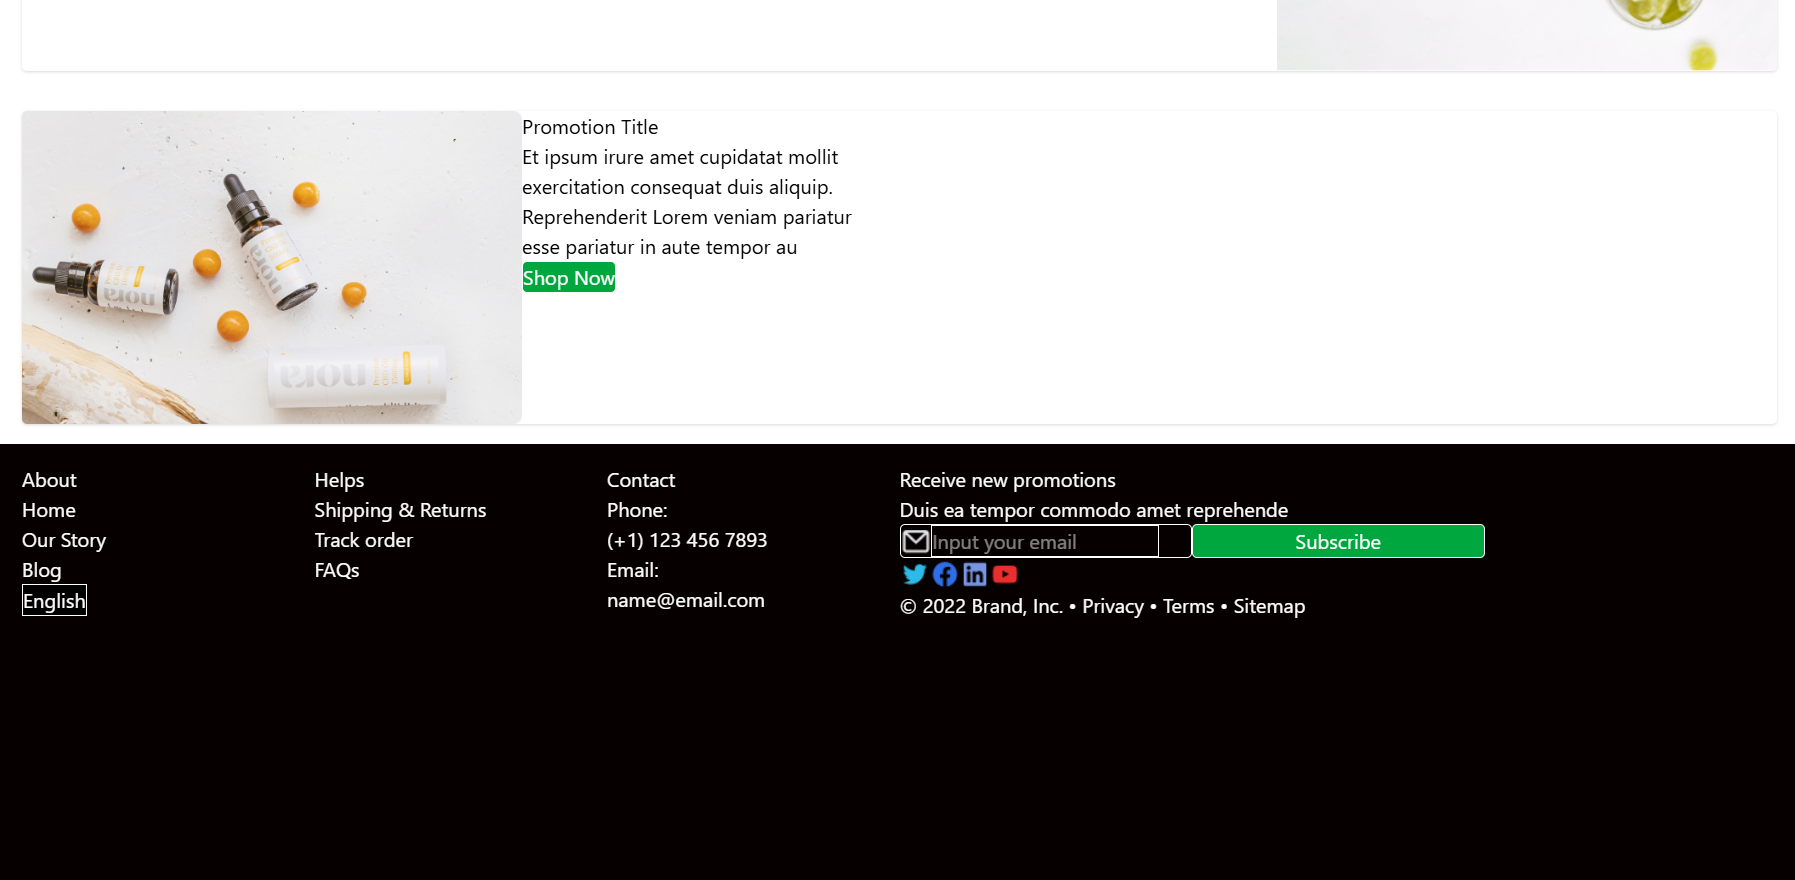 Promotion Title
Et ipsum irure amet cupidatat mollit
exercitation consequat duis aliquip.
Reprehenderit Lorem veniam pariatur
esse pariatur in aute tempor au
Shop Now
nora
nora
nora
About
Home
Our Story
Blog
English
Helps
Shipping & Returns
Track order
FAQs
Contact
Phone:
(+1) 123 456 7893
Email:
name@email.com
Receive new promotions
Duis ea tempor commodo amet reprehende
Input your email
Subscribe
© 2022 Brand, Inc. • Privacy • Terms • Sitemap